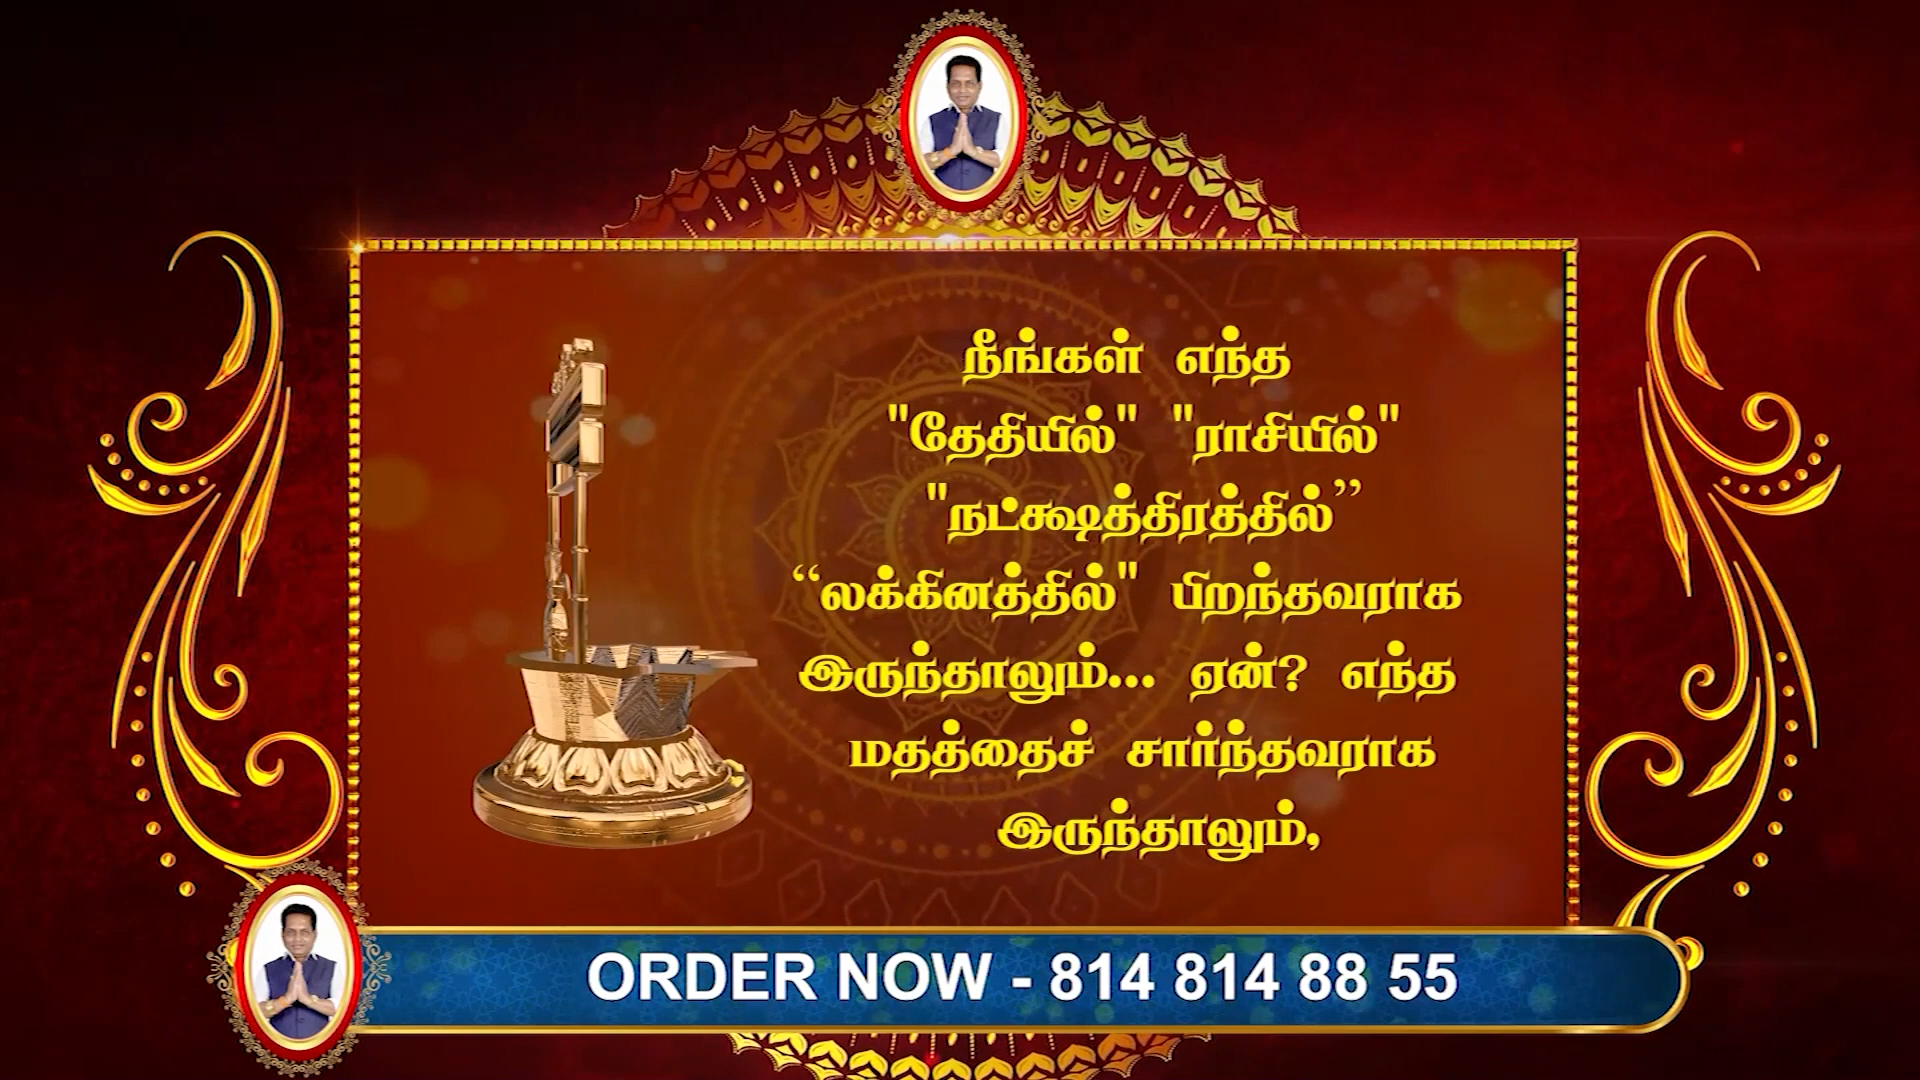 நீங்கள் எந்த
"தேதியில்" "ராசியில்"
"நட்க்ஷத்திரத்தில்”
“லக்கினத்தில்" பிறந்தவராக
இருந்தாலும்... ஏன்? எந்த
மதத்தைச் சார்ந்தவராக
இருந்தாலும்,
ORDER NOW - 814 814 88 55